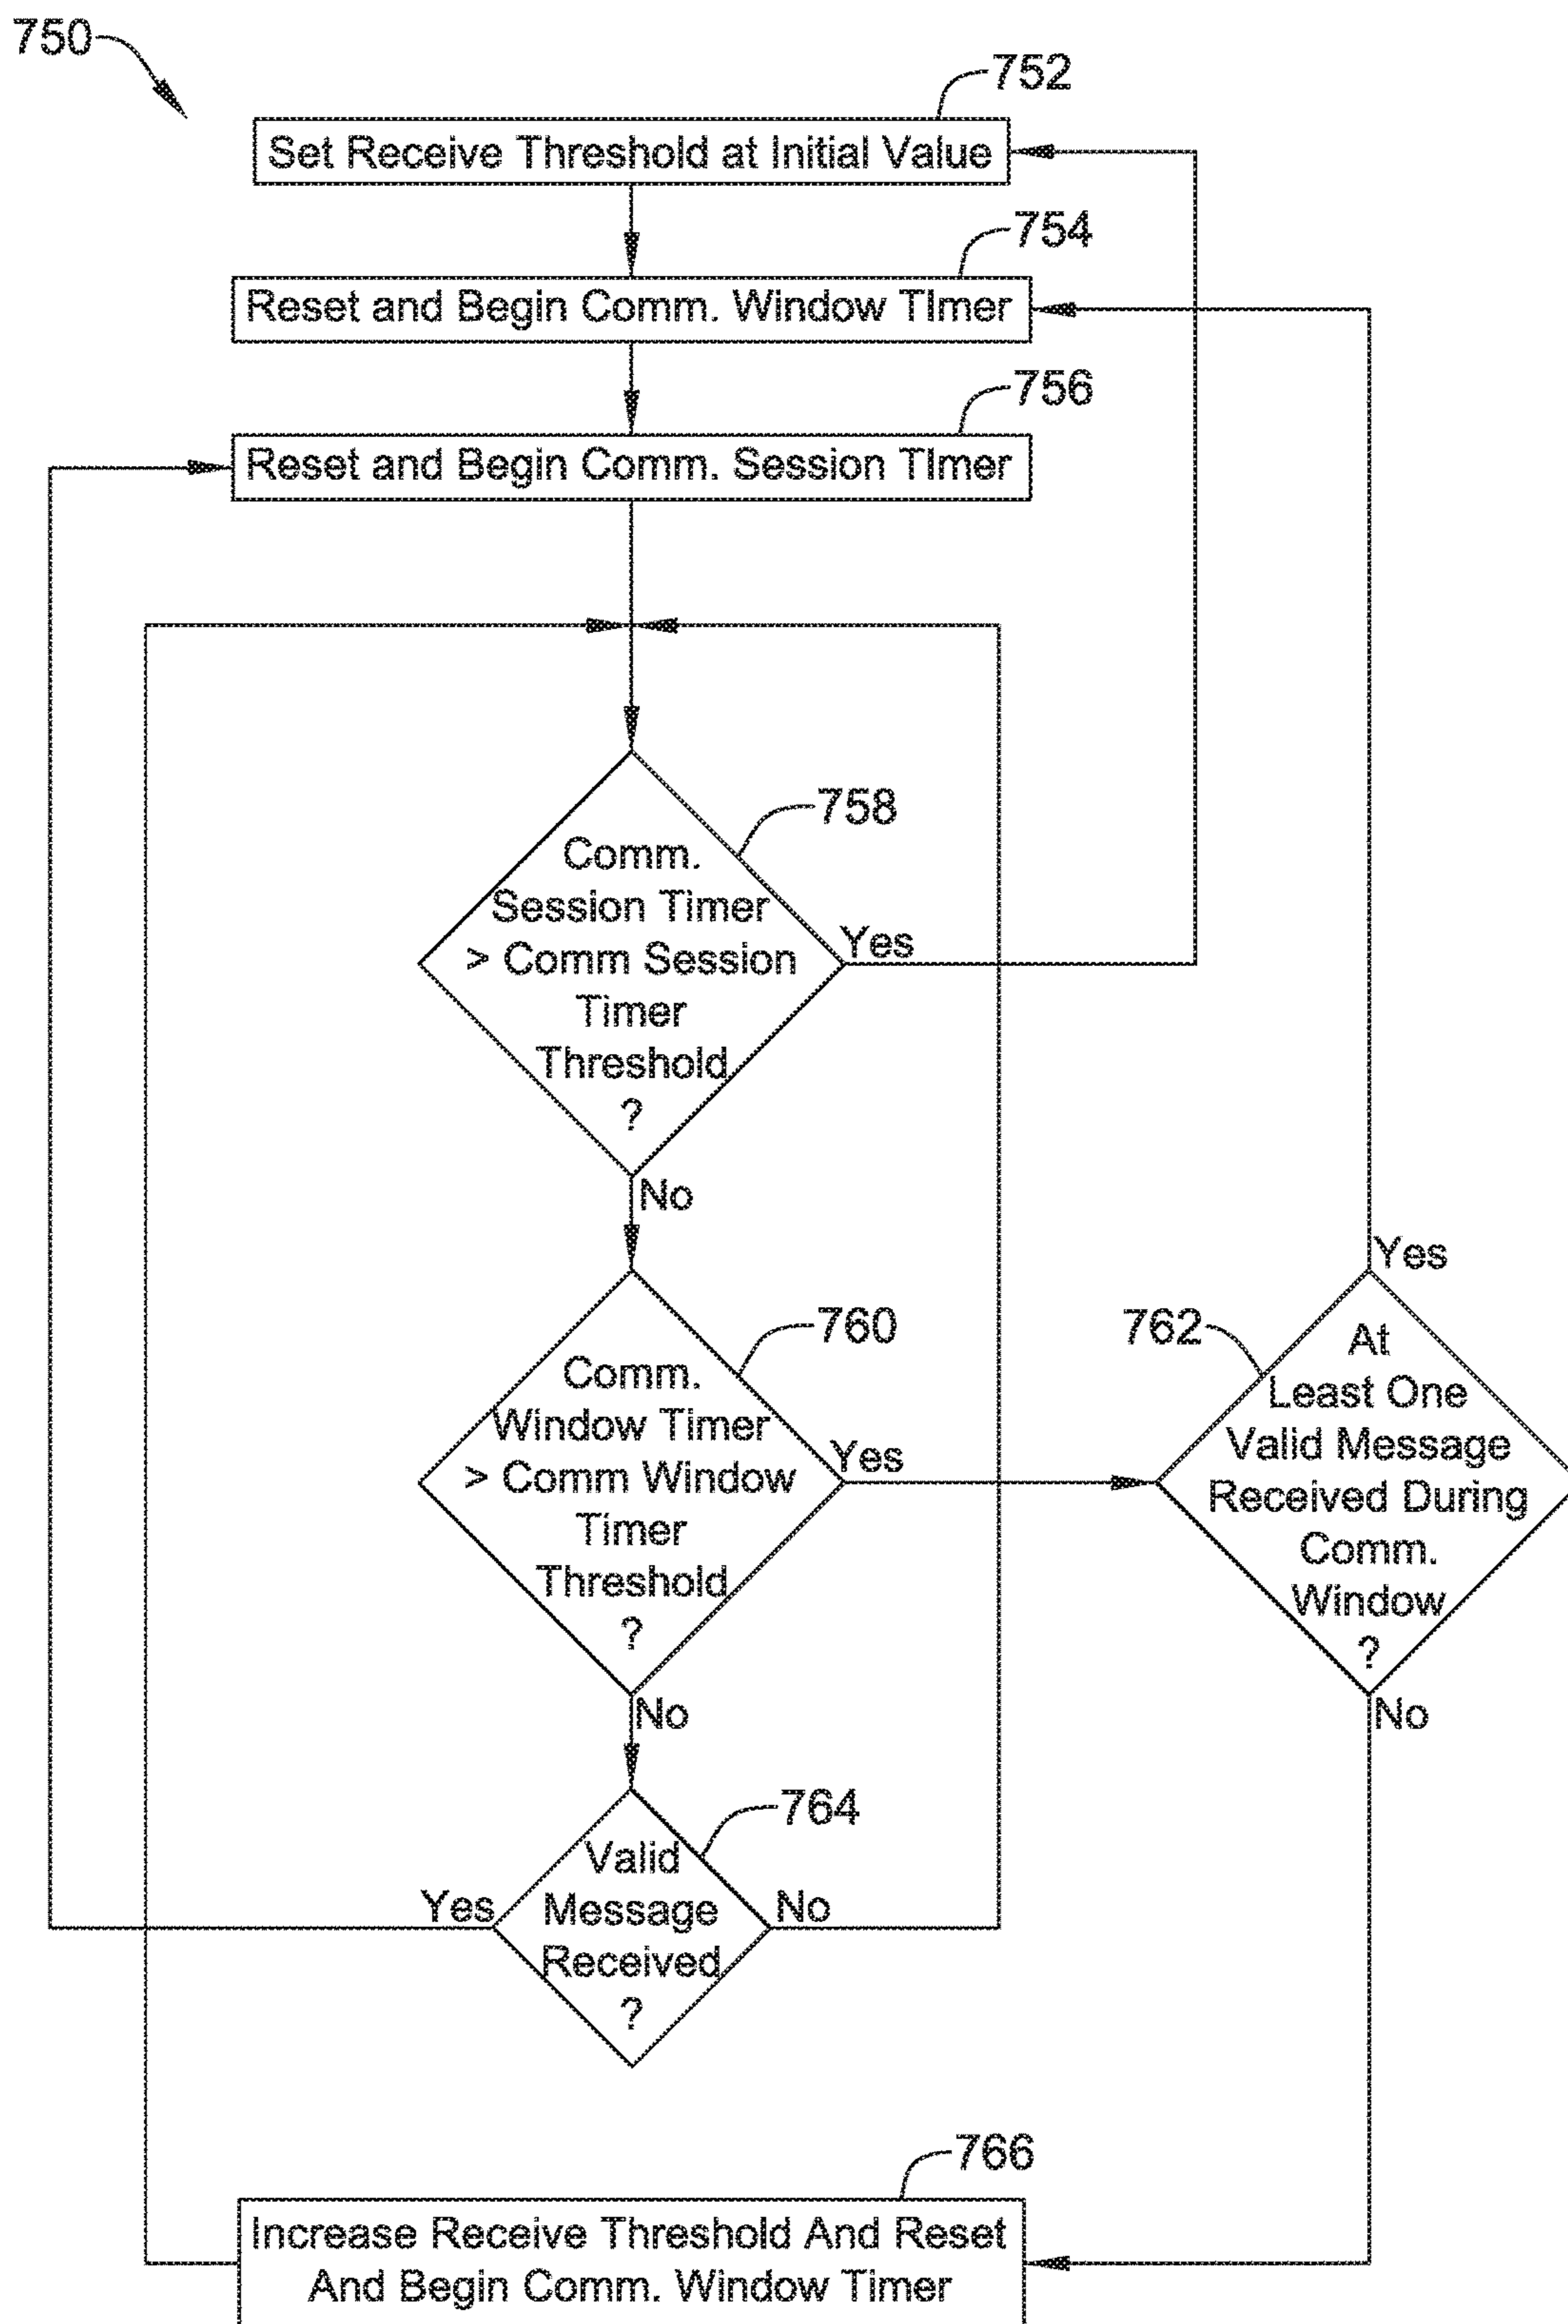 750
752
Set Receive Threshold at Initial Value
754
Reset and Begin Comm. Window TImer
756
Reset and Begin Comm. Session TImer
758
Comm.
Session Timer
> Comm Session
Timer
Threshold
?
Yes
No
760
Comm.
Window Timer
> Comm Window
Timer
Threshold
?
Yes
No
762
At
Least One
Valid Message
Received During
Comm.
Window
?
Yes
No
764
Valid
Message
Received
?
Yes
No
766
Increase Receive Threshold And Reset
And Begin Comm. Window Timer